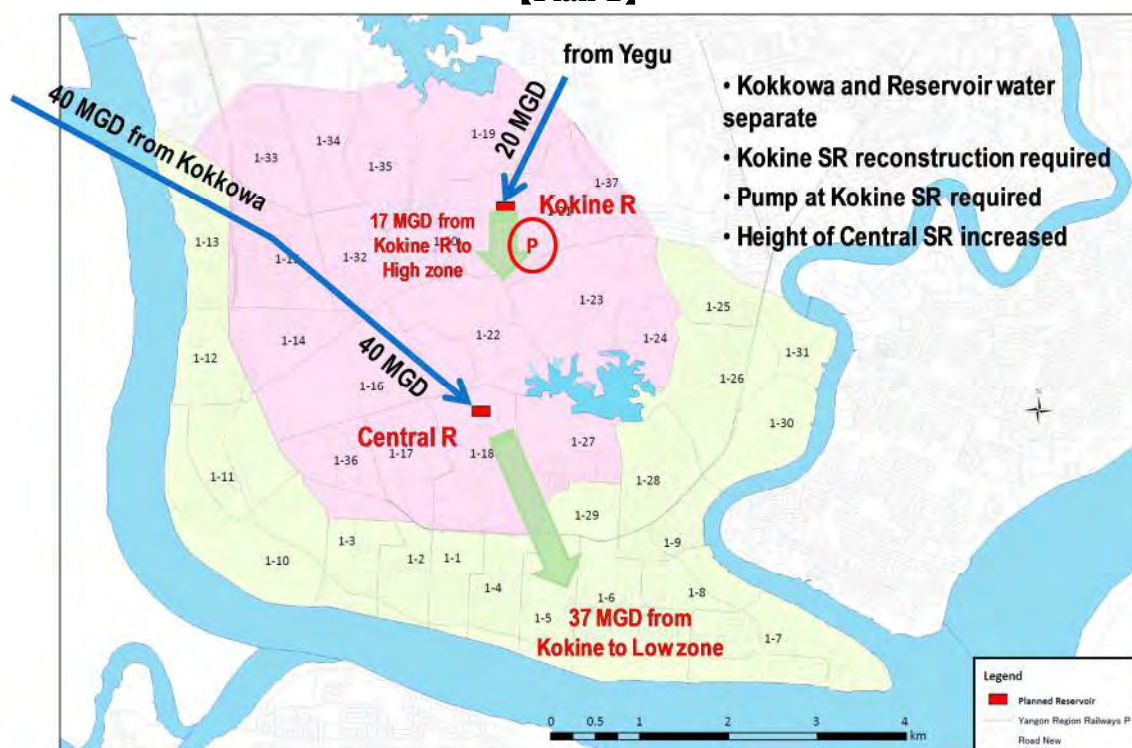 Plan
from Yegu
40 MGD from Kokkowa
20 MGD
• Kokkowa and Reservoir water
separate
• Kokine SR reconstruction required
• Pump at Kokine SR required
• Height of Central SR increased
1-19
1-34
1-33
1-35
1-37
Kokine R
17 MGD from
Kokine R to
High zone
P
1-13
1-32
1-23
1-25
1-22
1-24
1-14
1-31
1-12
40 MGD
1-26
1-16
1-30
Central R
1-27
1-36
1-17
1-18
1-11
1-28
1-29
1-3
1-9
1-10
1-2
1-1
1-4
1-6
1-8
1-5
1-7
37 MGD from
Kokine to Low zone
N
0 0.5 1 2 3 4
km
Legend
Planned Reservoir
Yangon Region Railways P
Road New